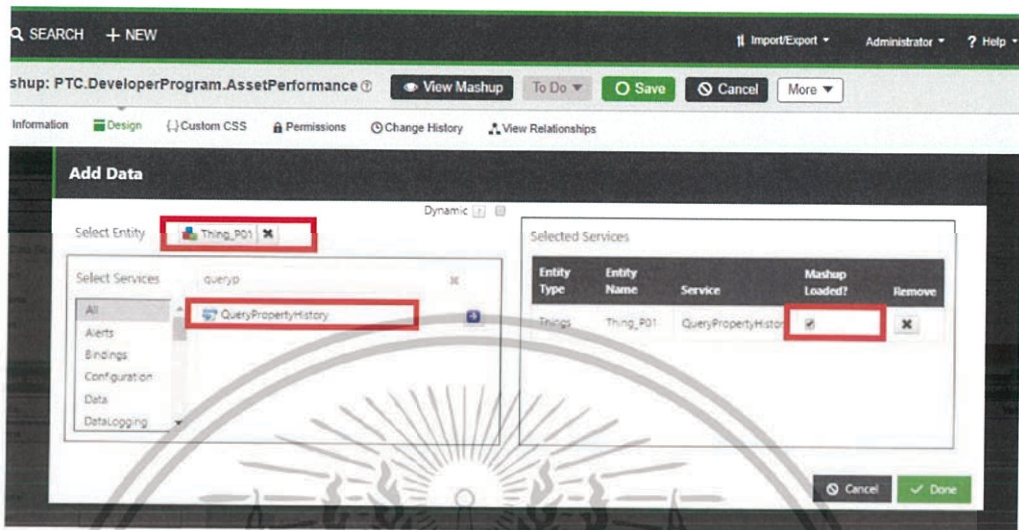 SEARCH + NEW Import/Export Administrator ? Help
shup: PTC.DeveloperProgram.AssetPerformance ? View Mashup To Do Save Cancel More
Information Design {..} Custom CSS Permissions Change History View Relationships
Add Data
Dynamic
Select Entity Thing_P01
Selected Services
Select Services queryp
Entity Type Entity Name Service Mashup Loaded? Remove
All QueryPropertyHistory
Things Thing_P01 QueryPropertyHistor
Alerts
Bindings
Configuration
Data
DataLogging
Cancel Done